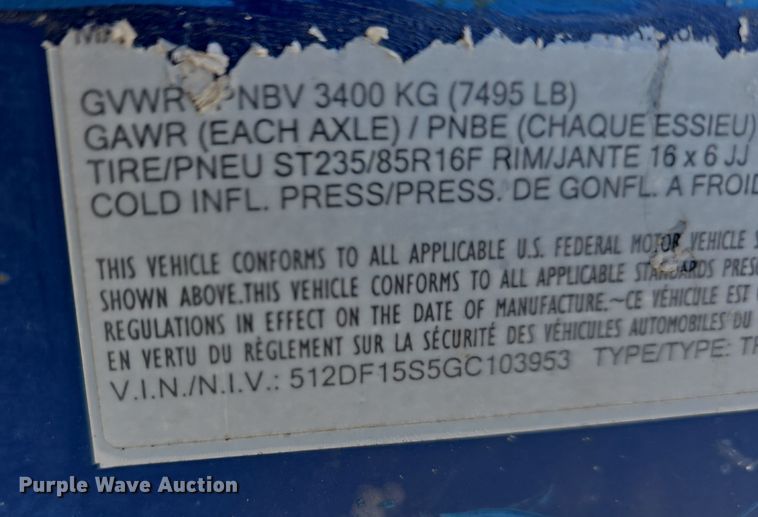 GVWR PNBV 3400 KG (7495 LB)
GAWR (EACH AXLE) / PNBE (CHAQUE ESSIEU)
TIRE/PNEU ST235/85R16F RIM/JANTE 16 x 6 JJ
COLD INFL. PRESS/PRESS. DE GONFL. A FROID
THIS VEHICLE CONFORMS TO ALL APPLICABLE U.S. FEDERAL MOTOR VEHICLE S
SHOWN ABOVE.THIS VEHICLE CONFORMS TO ALL APPLICABLE STANDARDS PRESC
REGULATIONS IN EFFECT ON THE DATE OF MANUFACTURE.~CE VÉHICULE EST
EN VERTU DU RÈGLEMENT SUR LA SÉCURITÉ DES VÉHICULES AUTOMOBILES DU
V.I.N./N.I.V.: 512DF15S5GC103953 TYPE/TYPE: TR
Purple Wave Auction